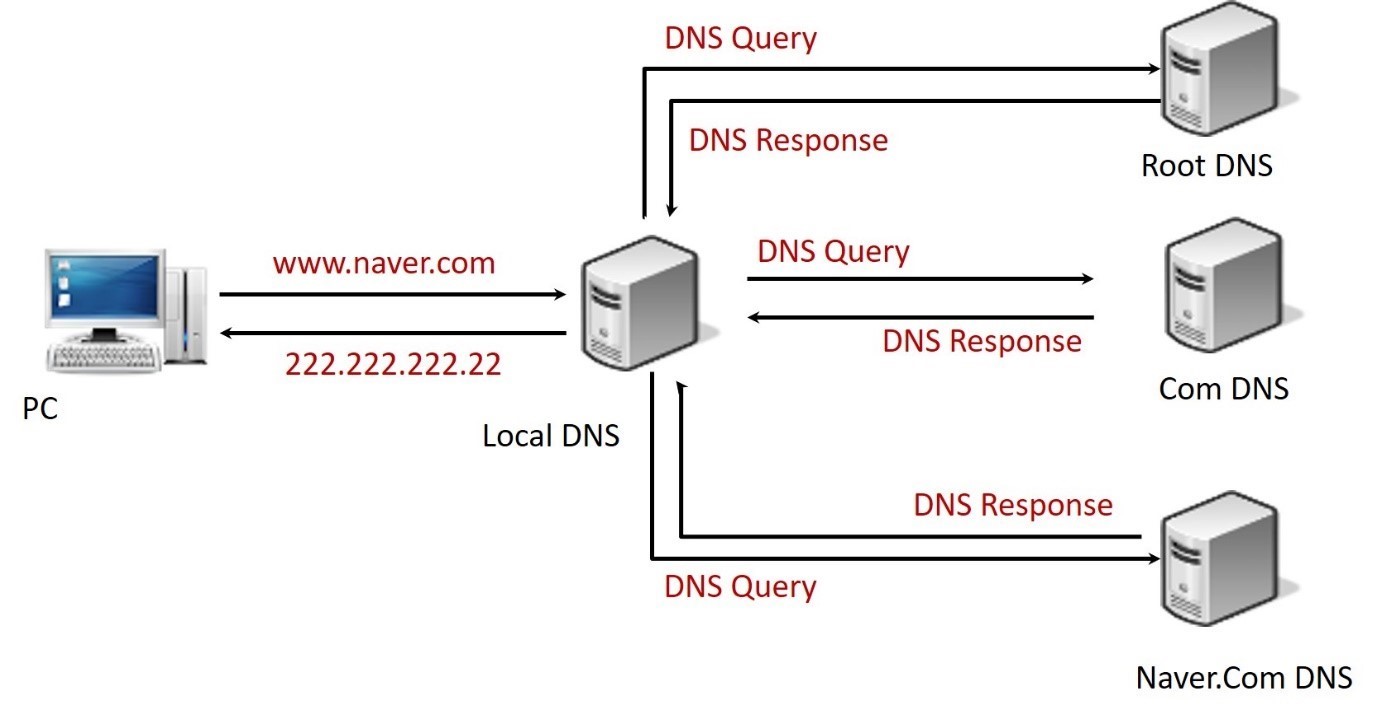 DNS Query
DNS Response
Root DNS
www.naver.com
222.222.222.22
PC
Local DNS
DNS Query
DNS Response
Com DNS
DNS Response
DNS Query
Naver.Com DNS